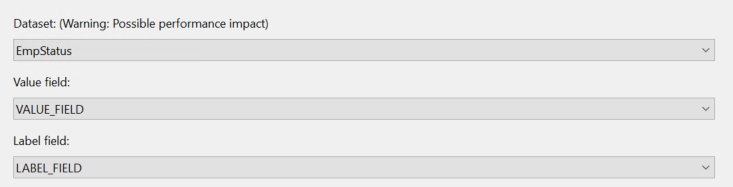 Dataset: (Warning: Possible performance impact)
EmpStatus
Value field:
VALUE_FIELD
Label field:
LABEL_FIELD